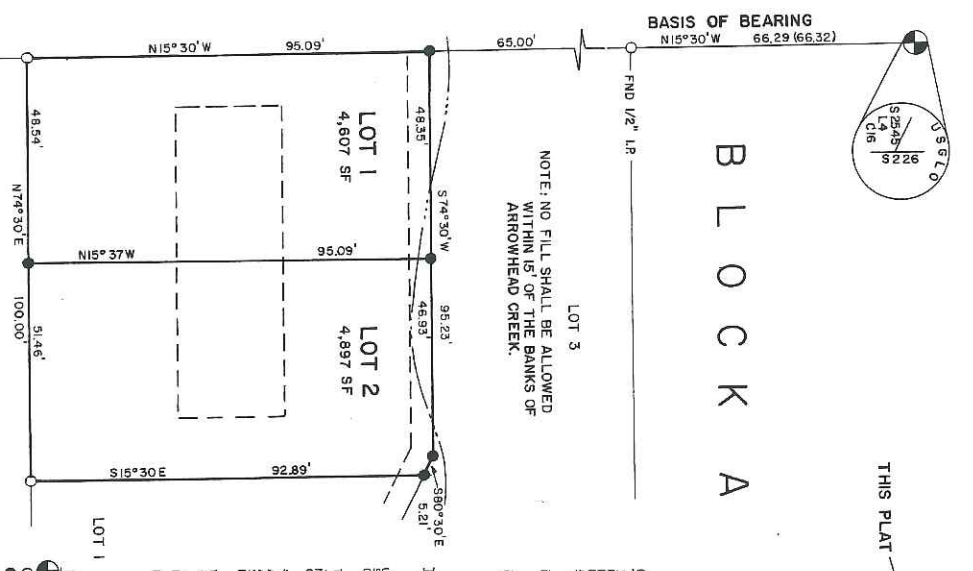 BASIS OF BEARING
N15°30'W 66.29 (66.32)
65.00'
N15°30'W 95.09'
USGLO
S2545
L4
C16
S226
FND 1/2" I.P.
BLOCK A
THIS PLAT
LOT 3
NOTE: NO FILL SHALL BE ALLOWED
WITHIN 15' OF THE BANKS OF
ARROWHEAD CREEK.
48.35'
S74°30'W 95.23'
46.93'
S80°30'E
5.21'
LOT 1
4,607 SF
LOT 2
4,897 SF
N15°37W 95.09'
48.54'
N74°30'E 100.00'
51.46'
S15°30E 92.89'
LOT 1